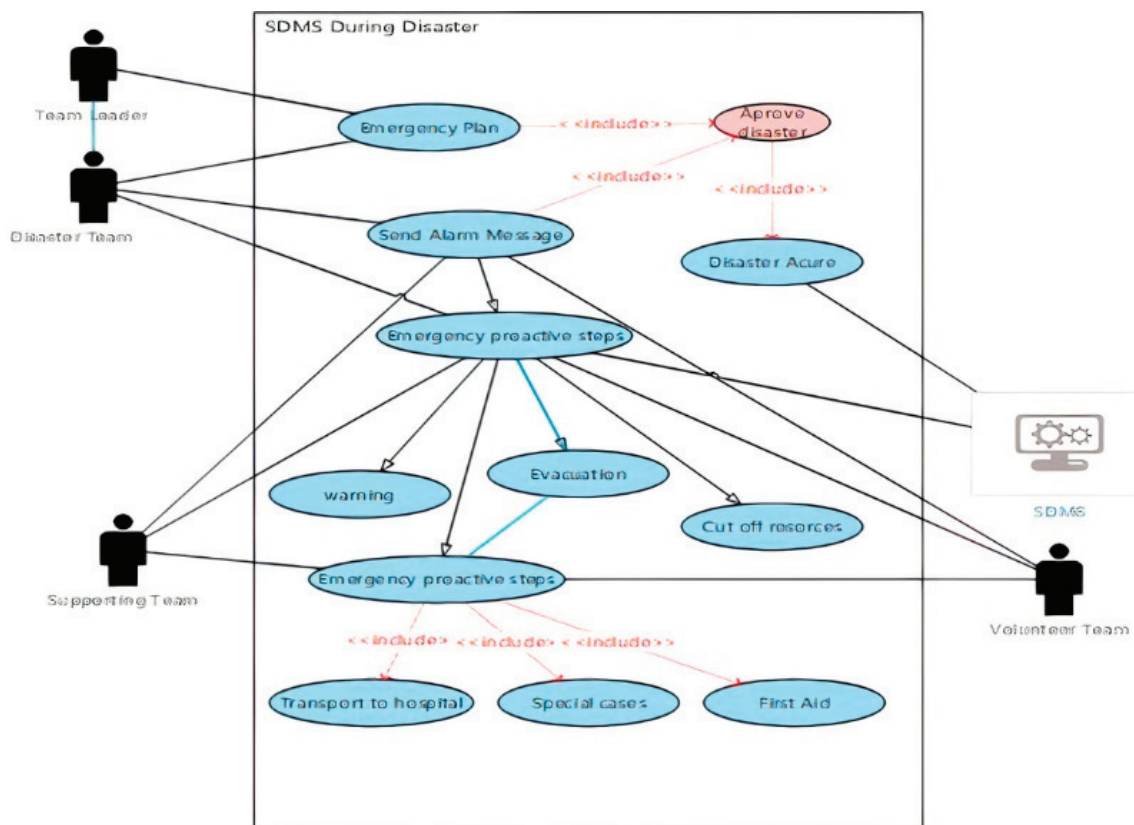 SDMS During Disaster
Team Leader
Emergency Plan
<<include>>
Aprove
disaster
<<include>>
<<include>>
Disaster Team
Send Alarm Message
Disaster Acure
Emergency proactive steps
warning
Evacuation
Cut off resorces
SDMS
Supporting Team
Emergency proactive steps
Volunteer Team
<<include>
<<include>
<<include>>
Transport to hospital
Special cases
First Aid